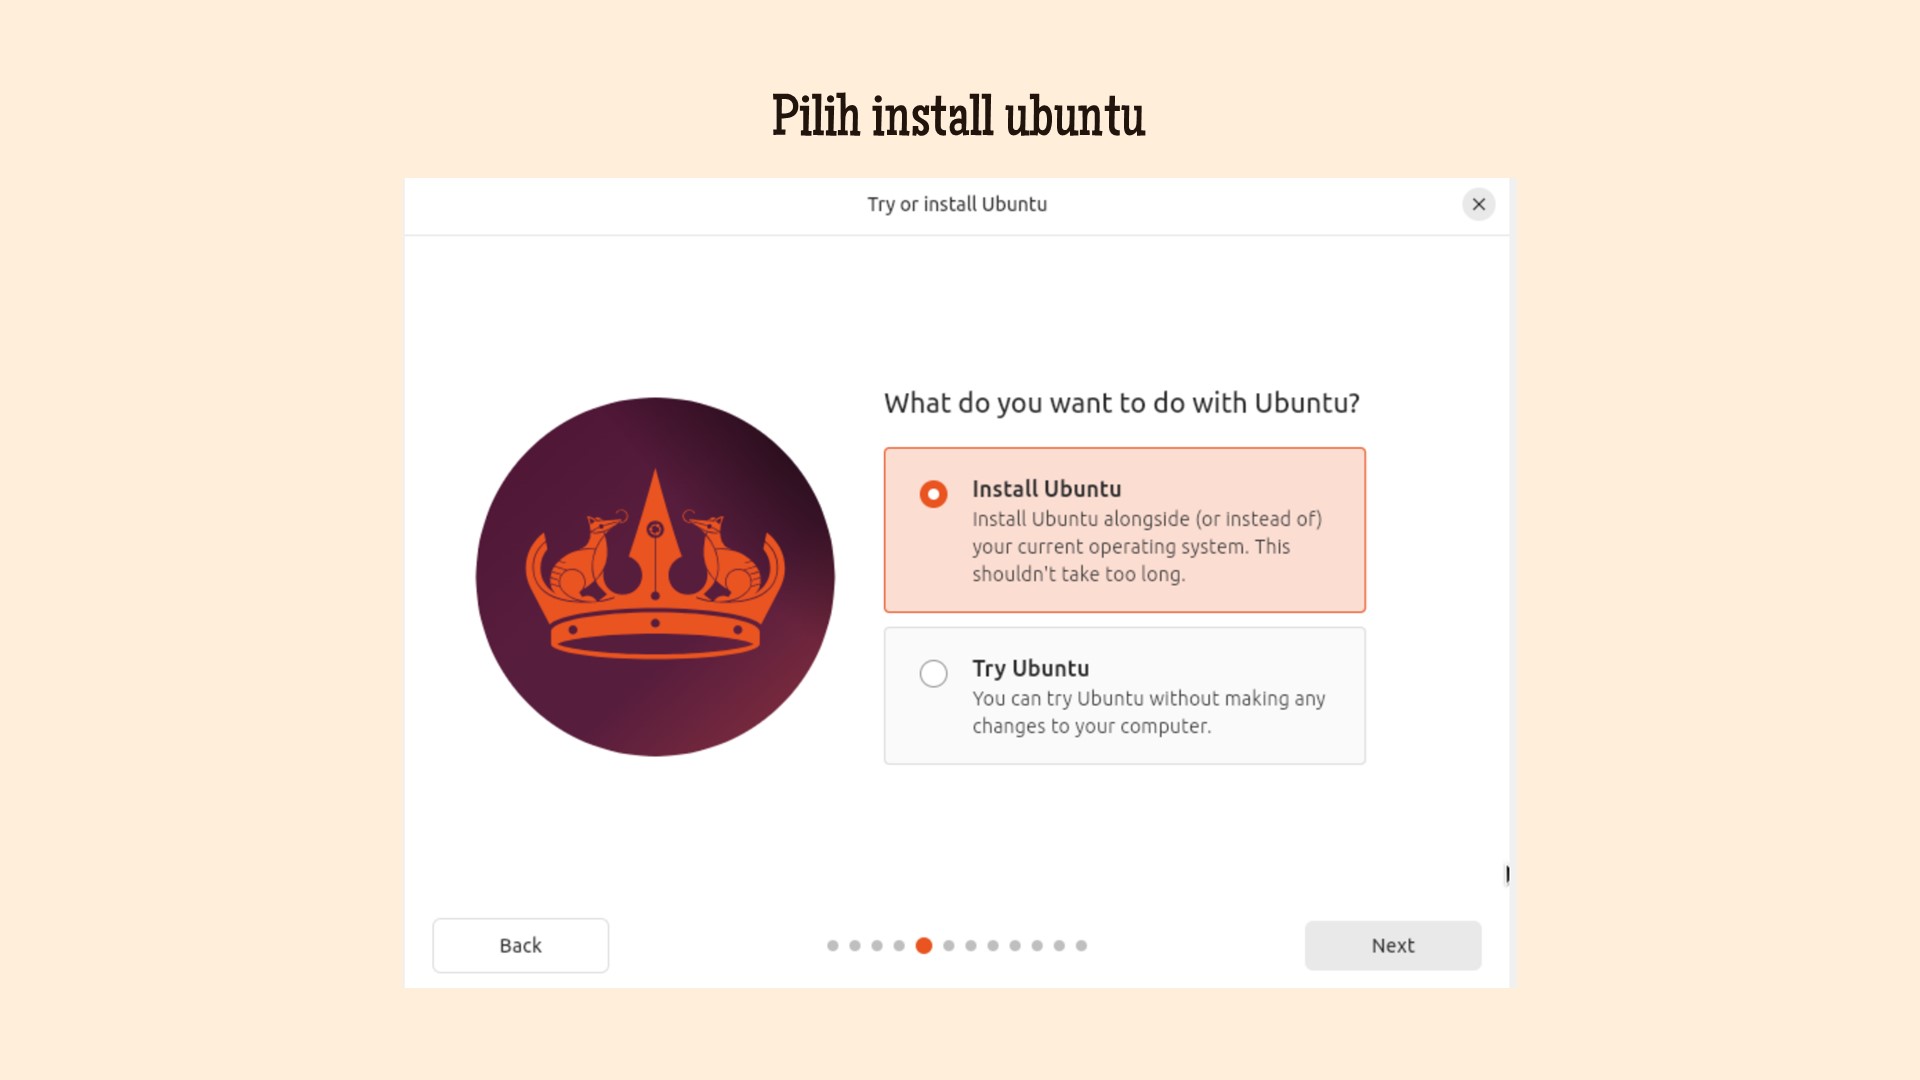 Pilih install ubuntu
Try or install Ubuntu
What do you want to do with Ubuntu?
Install Ubuntu
Install Ubuntu alongside (or instead of)
your current operating system. This
shouldn't take too long.
Try Ubuntu
You can try Ubuntu without making any
changes to your computer.
Back
Next